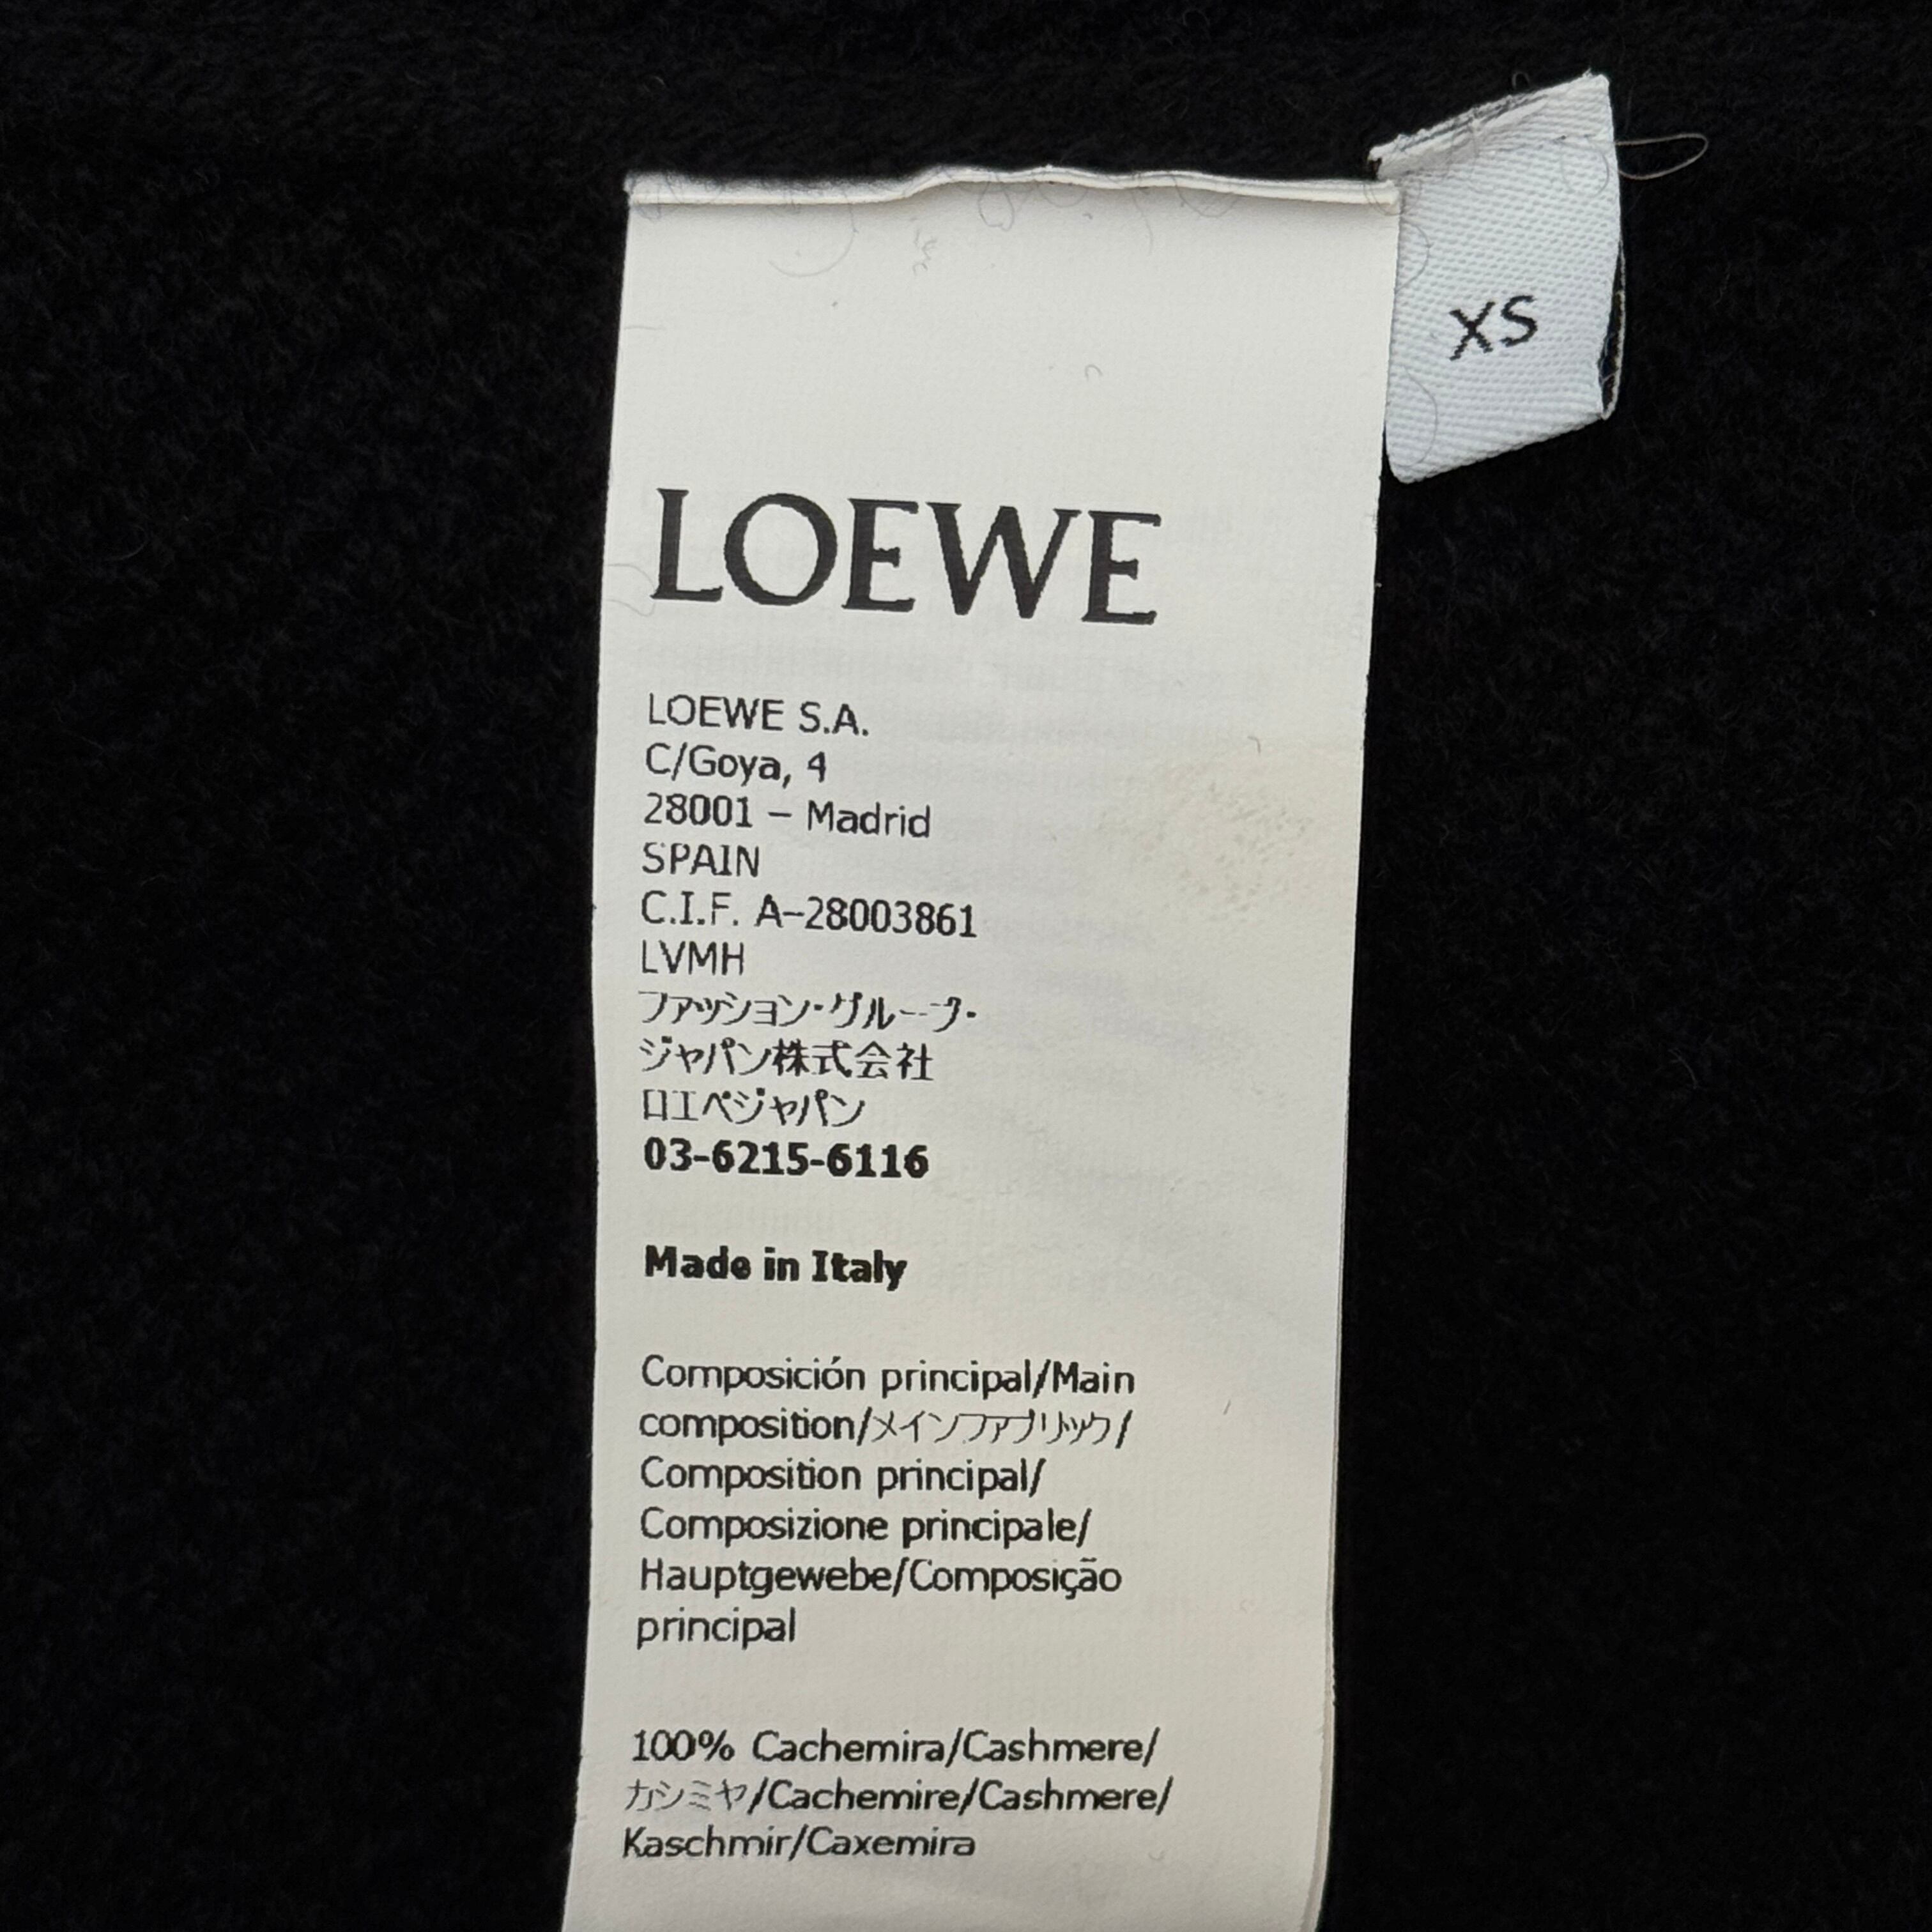 XS
LOEWE
LOEWE S.A.
C/Goya, 4
28001 – Madrid
SPAIN
C.I.F. A–28003861
LVMH
ファッション・グループ・
ジャパン株式会社
ロエベジャパン
03-6215-6116
Made in Italy
Composición principal/Main
composition/メインファブリック/
Composition principal/
Composizione principale/
Hauptgewebe/Composição
principal
100% Cachemira/Cashmere/
カシミヤ/Cachemire/Cashmere/
Kaschmir/Caxemira